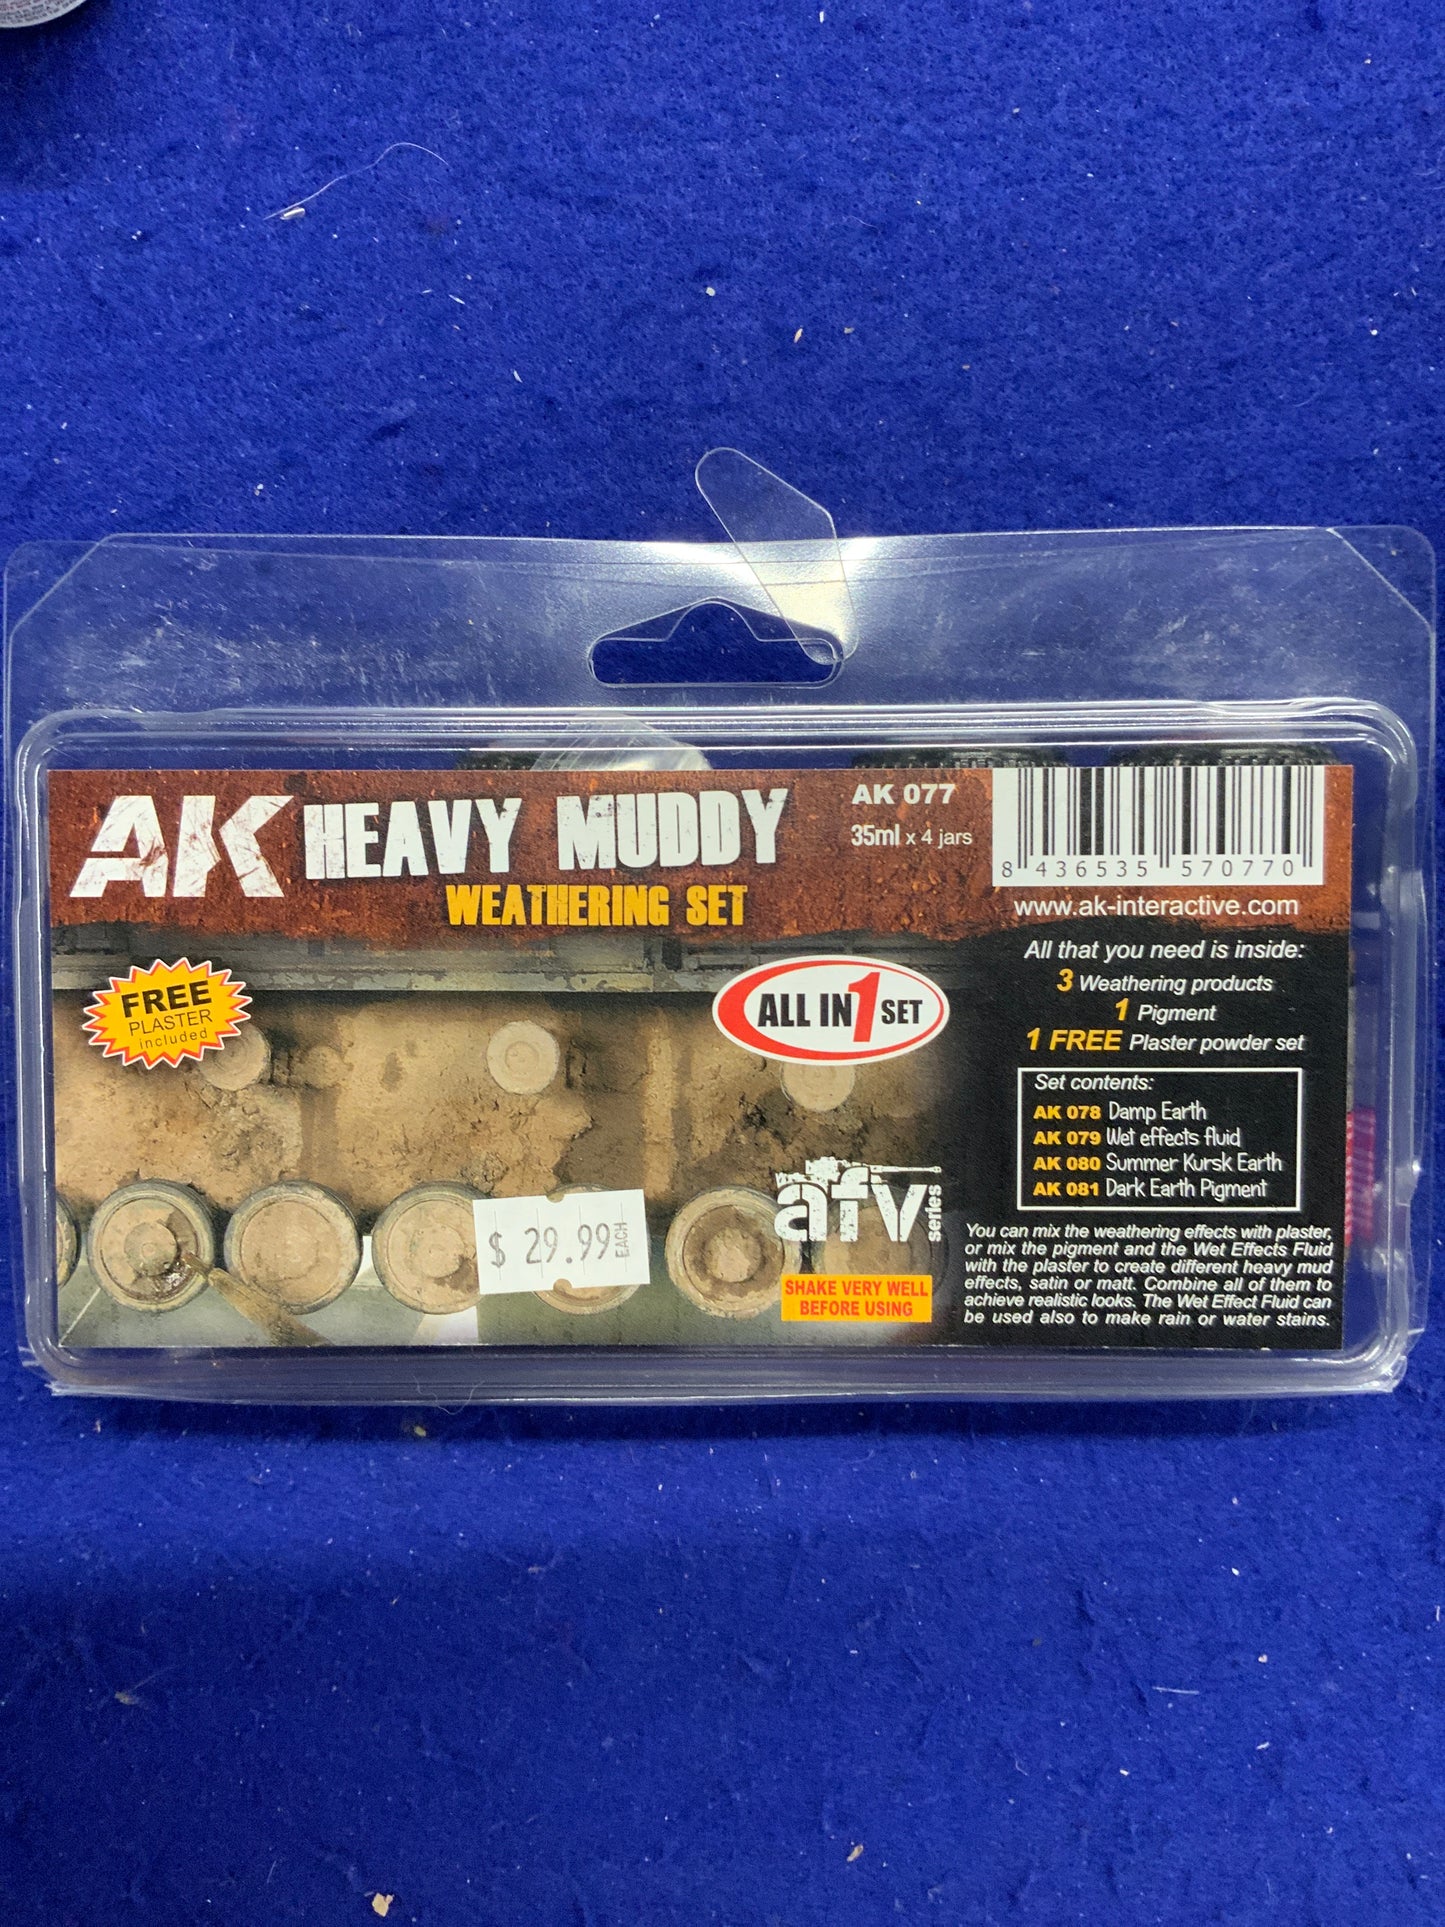 AK HEAVY MUDDY
WEATHERING SET
AK 077
35ml x 4 jars
8 436535 570770
www.ak-interactive.com
FREE
PLASTER
included
ALL IN 1 SET
All that you need is inside:
3 Weathering products
1 Pigment
1 FREE Plaster powder set
Set contents:
AK 078 Damp Earth
AK 079 Wet effects fluid
AK 080 Summer Kursk Earth
AK 081 Dark Earth Pigment
afv series
$ 29.99 EACH
SHAKE VERY WELL
BEFORE USING
You can mix the weathering effects with plaster,
or mix the pigment and the Wet Effects Fluid
with the plaster to create different heavy mud
effects, satin or matt. Combine all of them to
achieve realistic looks. The Wet Effect Fluid can
be used also to make rain or water stains.